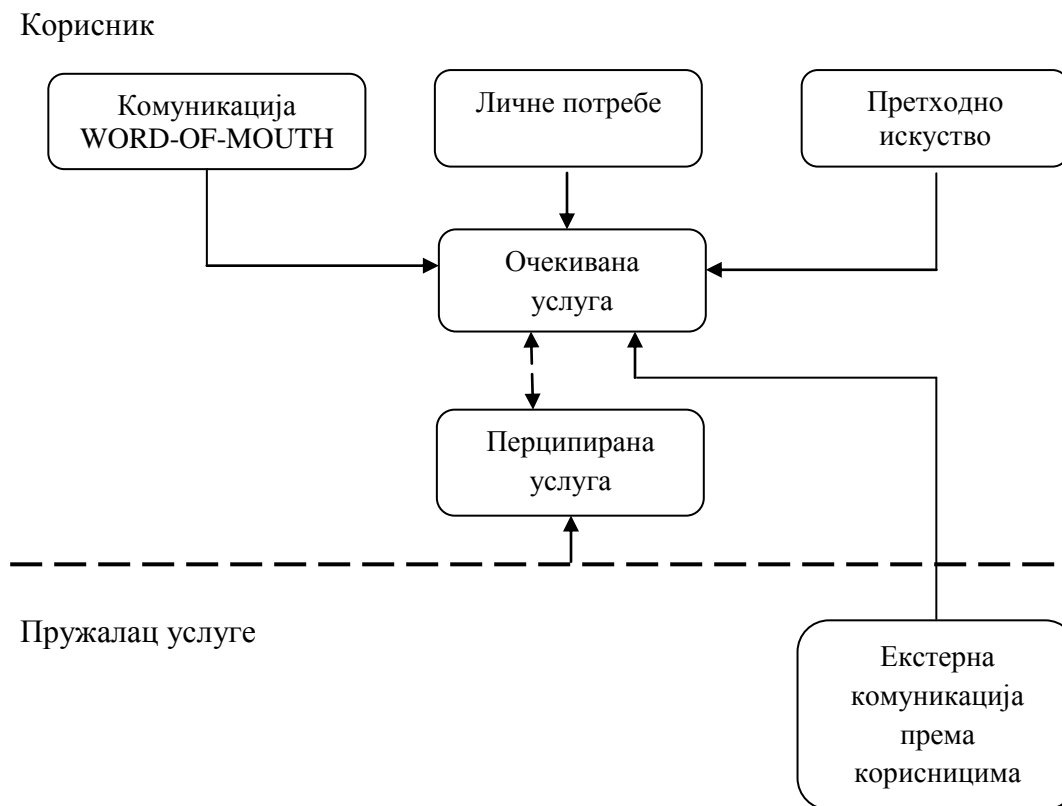 Корисник
Комуникација
WORD-OF-MOUTH
Личне потребе
Претходно
искуство
Очекивана
услуга
Перципирана
услуга
Пружалац услуге
Екстерна
комуникација
према
корисницима